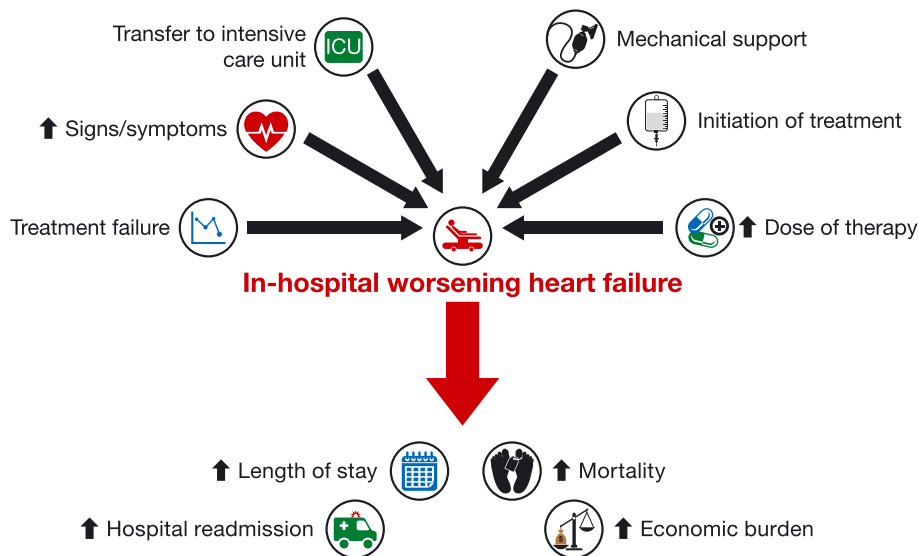 Transfer to intensive
care unit
ICU
Mechanical support
⬆ Signs/symptoms
Initiation of treatment
Treatment failure
⬆ Dose of therapy
In-hospital worsening heart failure
⬆ Length of stay
⬆ Mortality
⬆ Hospital readmission
$
⬆ Economic burden